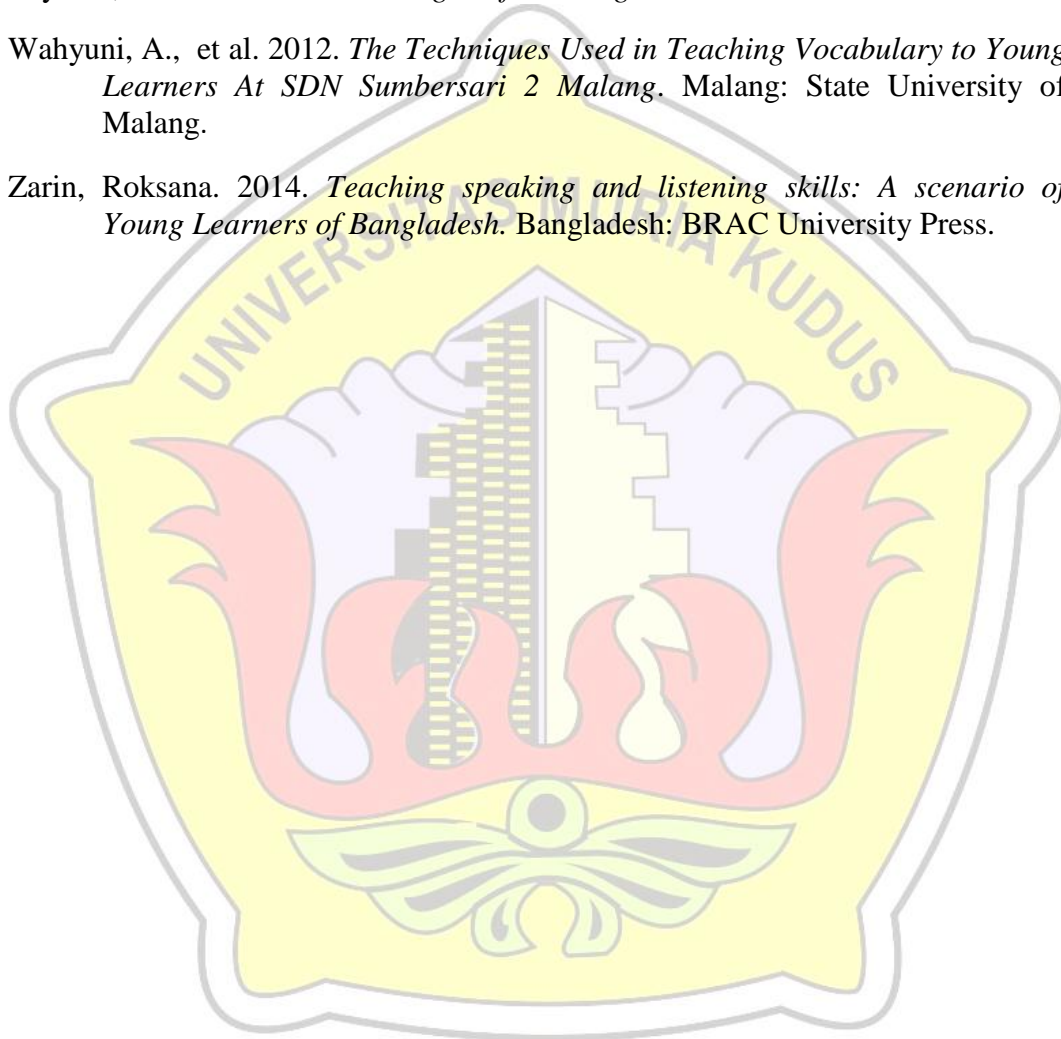 Wahyuni, A., et al. 2012. The Techniques Used in Teaching Vocabulary to Young
Learners At SDN Sumbersari 2 Malang. Malang: State University of
Malang.
Zarin, Roksana. 2014. Teaching speaking and listening skills: A scenario of
Young Learners of Bangladesh. Bangladesh: BRAC University Press.
UNIVERSITAS MURIA KUDUS